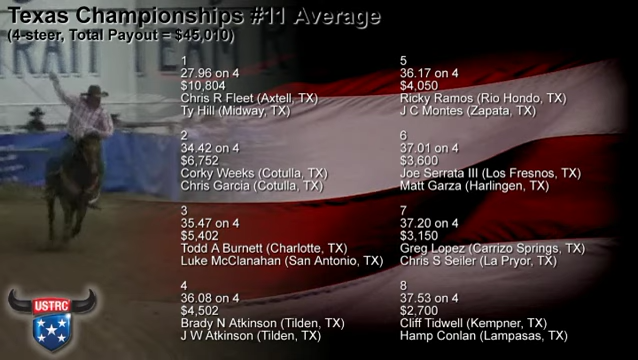 Texas Championships #11 Average
(4-steer, Total Payout = $45,010)
1
27.96 on 4
$10,804
Chris R Fleet (Axtell, TX)
Ty Hill (Midway, TX)
2
34.42 on 4
$6,752
Corky Weeks (Cotulla, TX)
Chris Garcia (Cotulla, TX)
3
35.47 on 4
$5,402
Todd A Burnett (Charlotte, TX)
Luke McClanahan (San Antonio, TX)
4
36.08 on 4
$4,502
Brady N Atkinson (Tilden, TX)
J W Atkinson (Tilden, TX)
5
36.17 on 4
$4,050
Ricky Ramos (Rio Hondo, TX)
J C Montes (Zapata, TX)
6
37.01 on 4
$3,600
Joe Serrata III (Los Fresnos, TX)
Matt Garza (Harlingen, TX)
7
37.20 on 4
$3,150
Greg Lopez (Carrizo Springs, TX)
Chris S Seiler (La Pryor, TX)
8
37.53 on 4
$2,700
Cliff Tidwell (Kempner, TX)
Hamp Conlan (Lampasas, TX)
USTRC